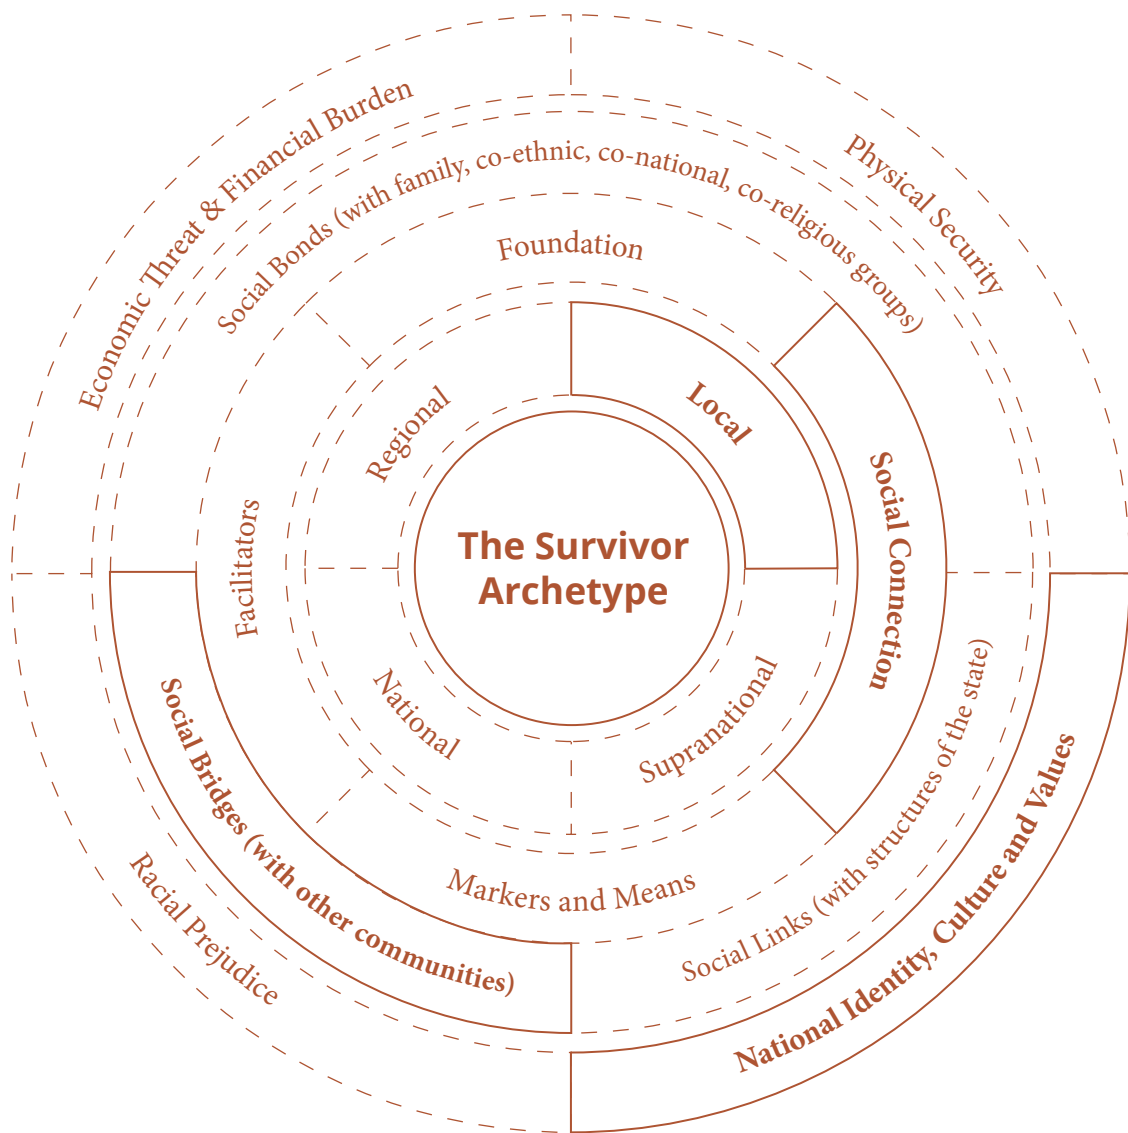 Economic Threat & Financial Burden
Physical Security
Social Bonds (with family, co-ethnic, co-national, co-religious groups)
Foundation
Regional
Local
Facilitators
Social Connection
The Survivor
Archetype
National
Supranational
Social Bridges (with other communities)
Social Links (with structures of the state)
Markers and Means
Racial Prejudice
National Identity, Culture and Values